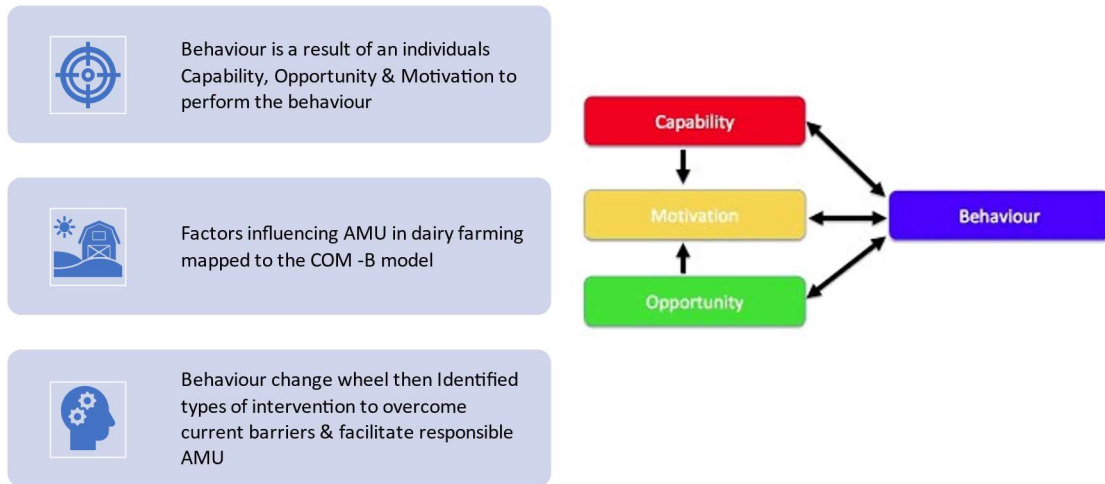 Behaviour is a result of an individuals
Capability, Opportunity & Motivation to
perform the behaviour
Factors influencing AMU in dairy farming
mapped to the COM -B model
Behaviour change wheel then Identified
types of intervention to overcome
current barriers & facilitate responsible
AMU
Capability
Motivation
Behaviour
Opportunity